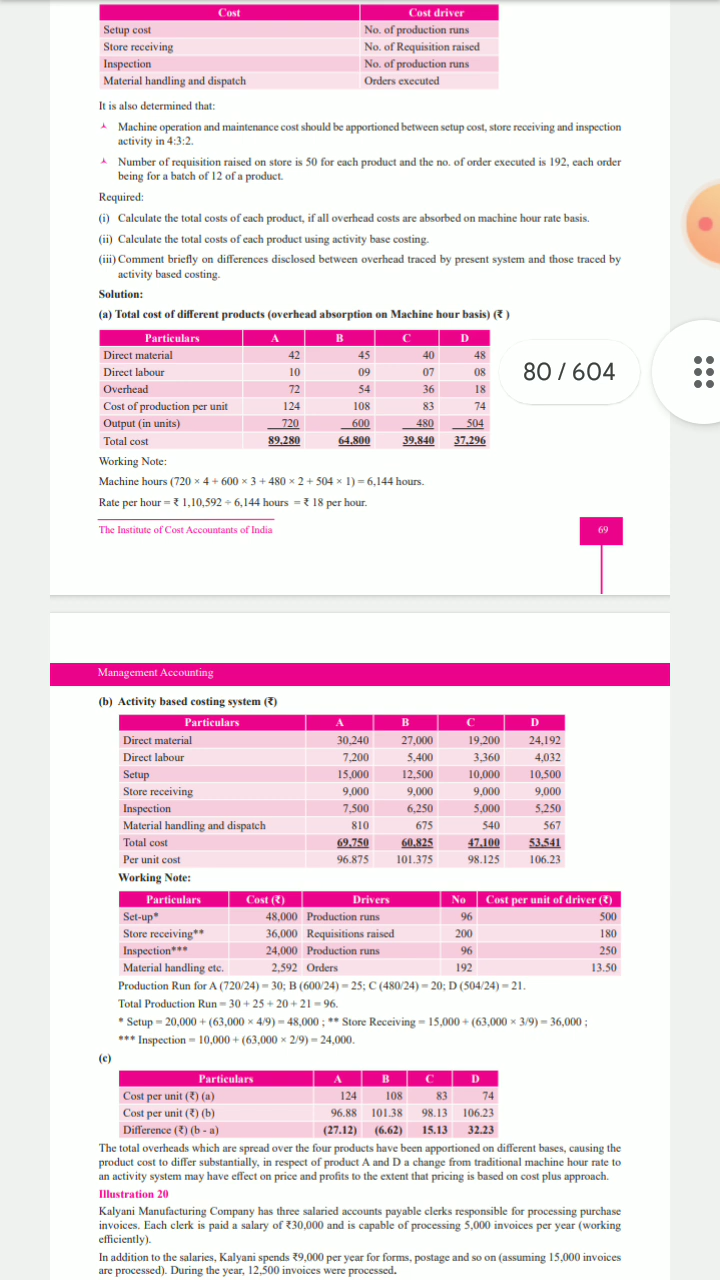 Cost Cost driver
Setup cost No. of production runs
Store receiving No. of Requisition raised
Inspection No. of production runs
Material handling and dispatch Orders executed
It is also determined that:
Machine operation and maintenance cost should be apportioned between setup cost, store receiving and inspection
activity in 4:3:2.
Number of requisition raised on store is 50 for each product and the no. of order executed is 192, each order
being for a batch of 12 of a product.
Required:
(i) Calculate the total costs of each product, if all overhead costs are absorbed on machine hour rate basis.
(ii) Calculate the total costs of each product using activity base costing.
(iii) Comment briefly on differences disclosed between overhead traced by present system and those traced by
activity based costing.
Solution:
(a) Total cost of different products (overhead absorption on Machine hour basis) (₹ )
Particulars A B C D
Direct material 42 45 40 48
Direct labour 10 09 07 08
Overhead 72 54 36 18
Cost of production per unit 124 108 83 74
Output (in units) 720 600 480 504
Total cost 89,280 64,800 39,840 37,296
80 / 604
Working Note:
Machine hours (720 × 4 + 600 × 3 + 480 × 2 + 504 × 1) = 6,144 hours.
Rate per hour = ₹ 1,10,592 ÷ 6,144 hours = ₹ 18 per hour.
The Institute of Cost Accountants of India 69
Management Accounting
(b) Activity based costing system (₹)
Particulars A B C D
Direct material 30,240 27,000 19,200 24,192
Direct labour 7,200 5,400 3,360 4,032
Setup 15,000 12,500 10,000 10,500
Store receiving 9,000 9,000 9,000 9,000
Inspection 7,500 6,250 5,000 5,250
Material handling and dispatch 810 675 540 567
Total cost 69,750 60,825 47,100 53,541
Per unit cost 96.875 101.375 98.125 106.23
Working Note:
Particulars Cost (₹) Drivers No Cost per unit of driver (₹)
Set-up* 48,000 Production runs 96 500
Store receiving** 36,000 Requisitions raised 200 180
Inspection*** 24,000 Production runs 96 250
Material handling etc. 2,592 Orders 192 13.50
Production Run for A (720/24) = 30; B (600/24) = 25; C (480/24) = 20; D (504/24) = 21.
Total Production Run = 30 + 25 + 20 + 21 = 96.
* Setup = 20,000 + (63,000 × 4/9) = 48,000 ; ** Store Receiving = 15,000 + (63,000 × 3/9) = 36,000 ;
*** Inspection = 10,000 + (63,000 × 2/9) = 24,000.
(c)
Particulars A B C D
Cost per unit (₹) (a) 124 108 83 74
Cost per unit (₹) (b) 96.88 101.38 98.13 106.23
Difference (₹) (b - a) (27.12) (6.62) 15.13 32.23
The total overheads which are spread over the four products have been apportioned on different bases, causing the
product cost to differ substantially, in respect of product A and D a change from traditional machine hour rate to
an activity system may have effect on price and profits to the extent that pricing is based on cost plus approach.
Illustration 20
Kalyani Manufacturing Company has three salaried accounts payable clerks responsible for processing purchase
invoices. Each clerk is paid a salary of ₹30,000 and is capable of processing 5,000 invoices per year (working
efficiently).
In addition to the salaries, Kalyani spends ₹9,000 per year for forms, postage and so on (assuming 15,000 invoices
are processed). During the year, 12,500 invoices were processed.